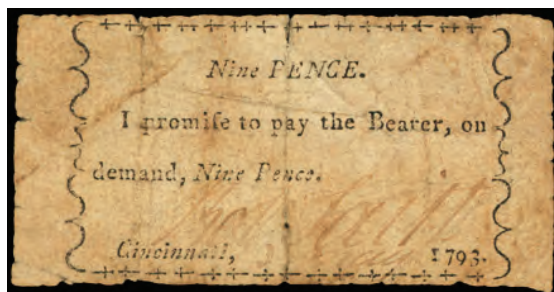 Nine PENCE.
I promiſe to pay the Bearer, on
demand, Nine Pence.
Cincinnati, 1793.